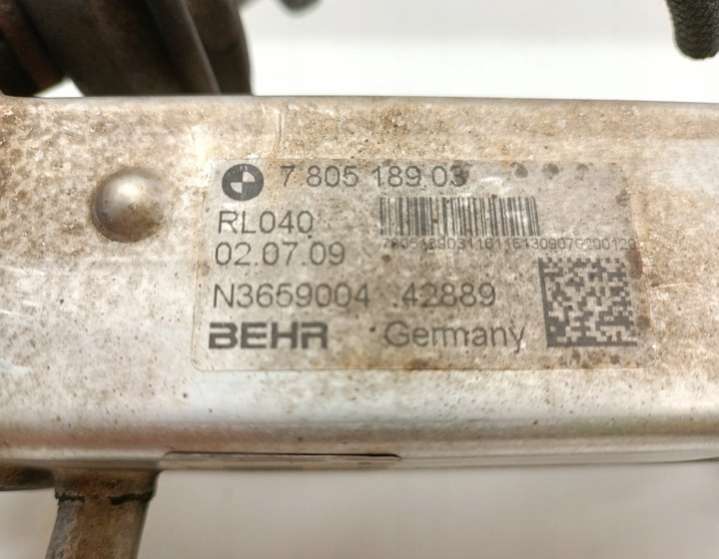 7 805 189 03
RL040
02.07.09
N3659004 42889
BEHR Germany